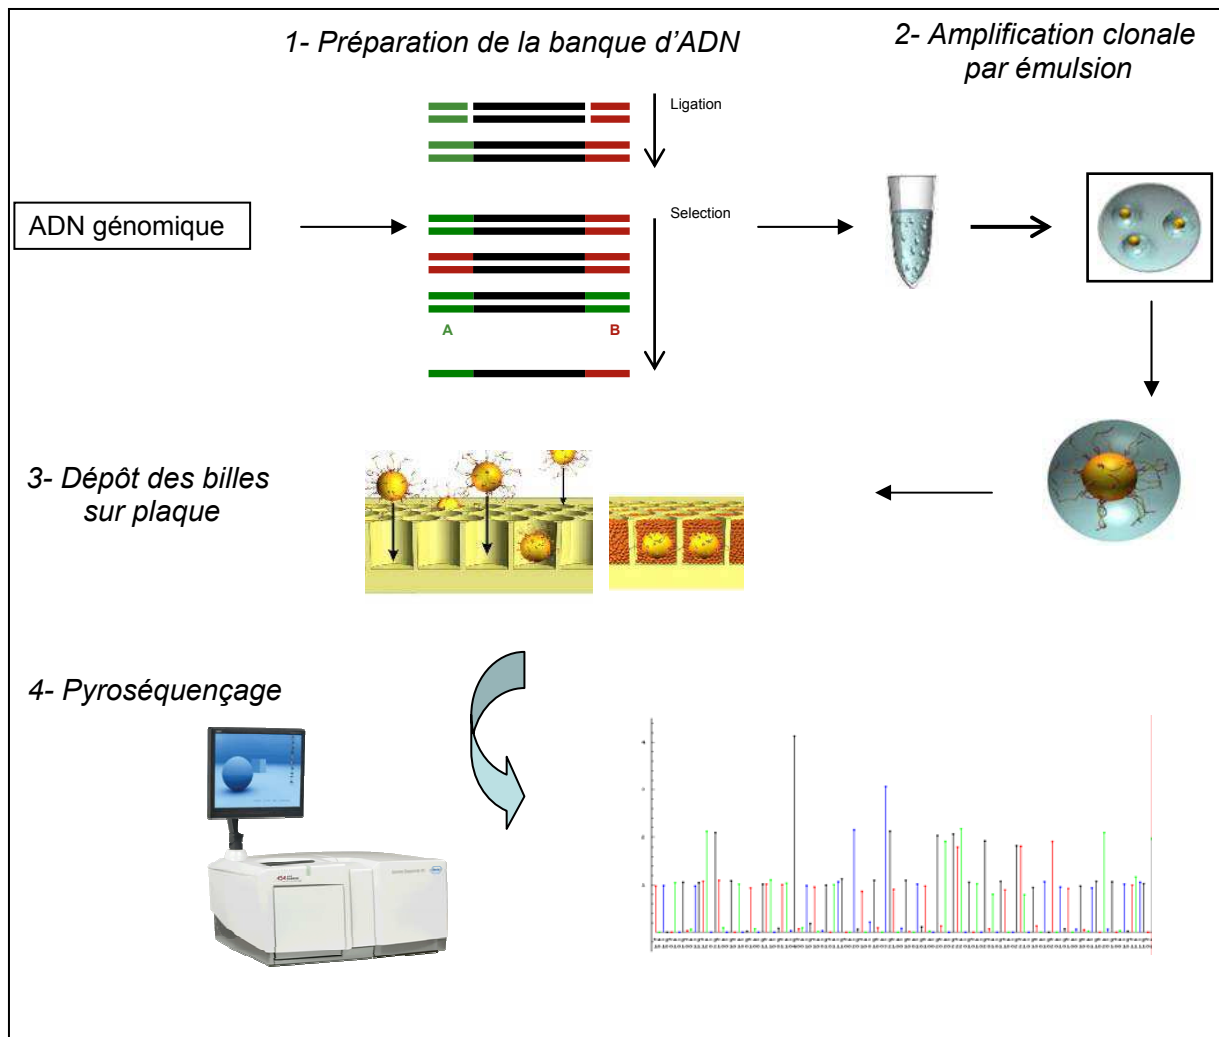 1- Préparation de la banque d’ADN
2- Amplification clonale
par émulsion
Ligation
ADN génomique
Selection
A
B
3- Dépôt des billes
sur plaque
4- Pyroséquençage